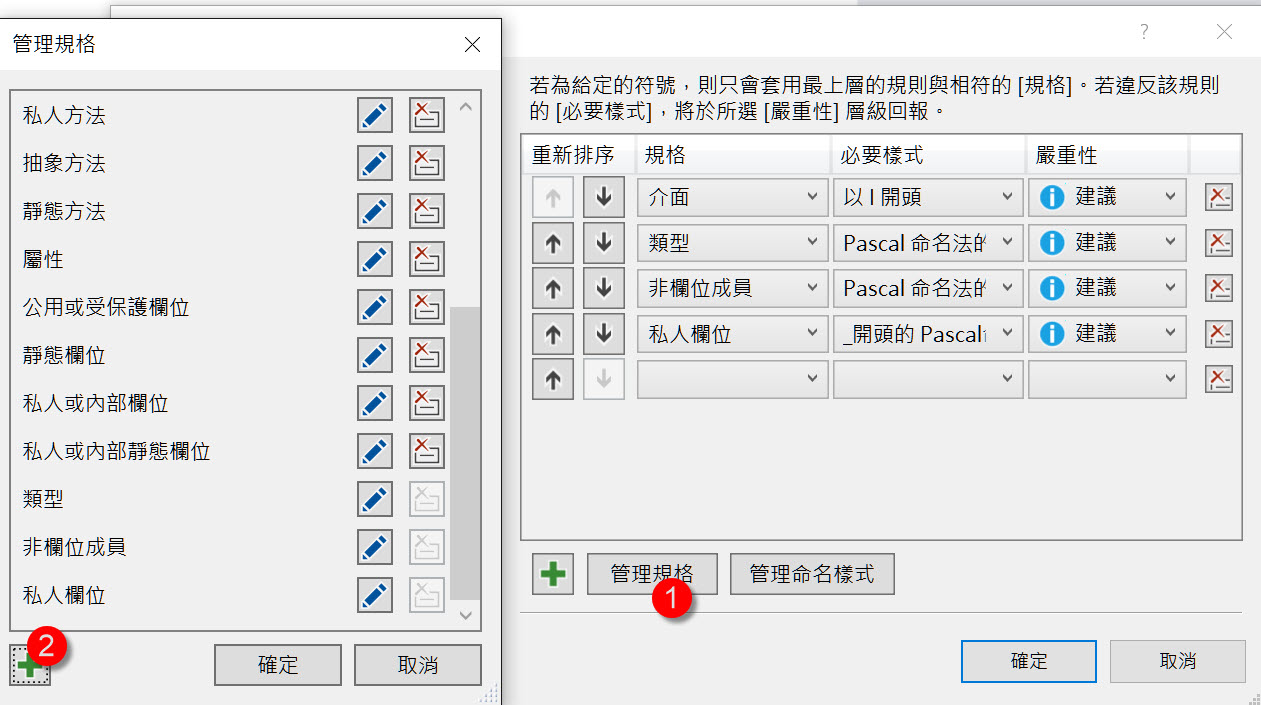 管理規格
私人方法
抽象方法
靜態方法
屬性
公用或受保護欄位
靜態欄位
私人或內部欄位
私人或內部靜態欄位
類型
非欄位成員
私人欄位
2
確定 取消
?
若為給定的符號，則只會套用最上層的規則與相符的 [規格]。若違反該規則
的 [必要樣式]，將於所選 [嚴重性] 層級回報。
重新排序 規格 必要樣式 嚴重性
介面 以 I 開頭 建議
類型 Pascal 命名法的 建議
非欄位成員 Pascal 命名法的 建議
私人欄位 _開頭的 Pascal 建議
管理規格 管理命名樣式
1
確定 取消